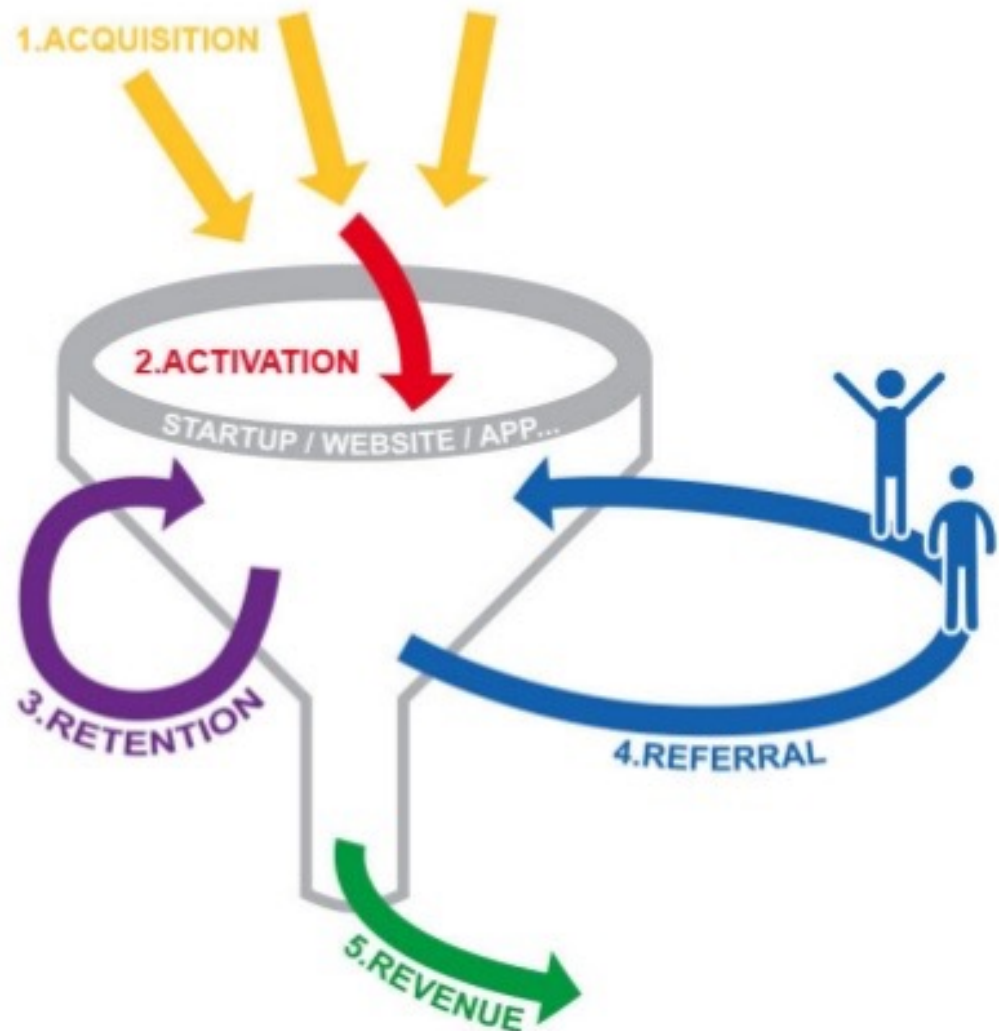 1.ACQUISITION
2.ACTIVATION
STARTUP / WEBSITE / APP...
3.RETENTION
4.REFERRAL
5.REVENUE